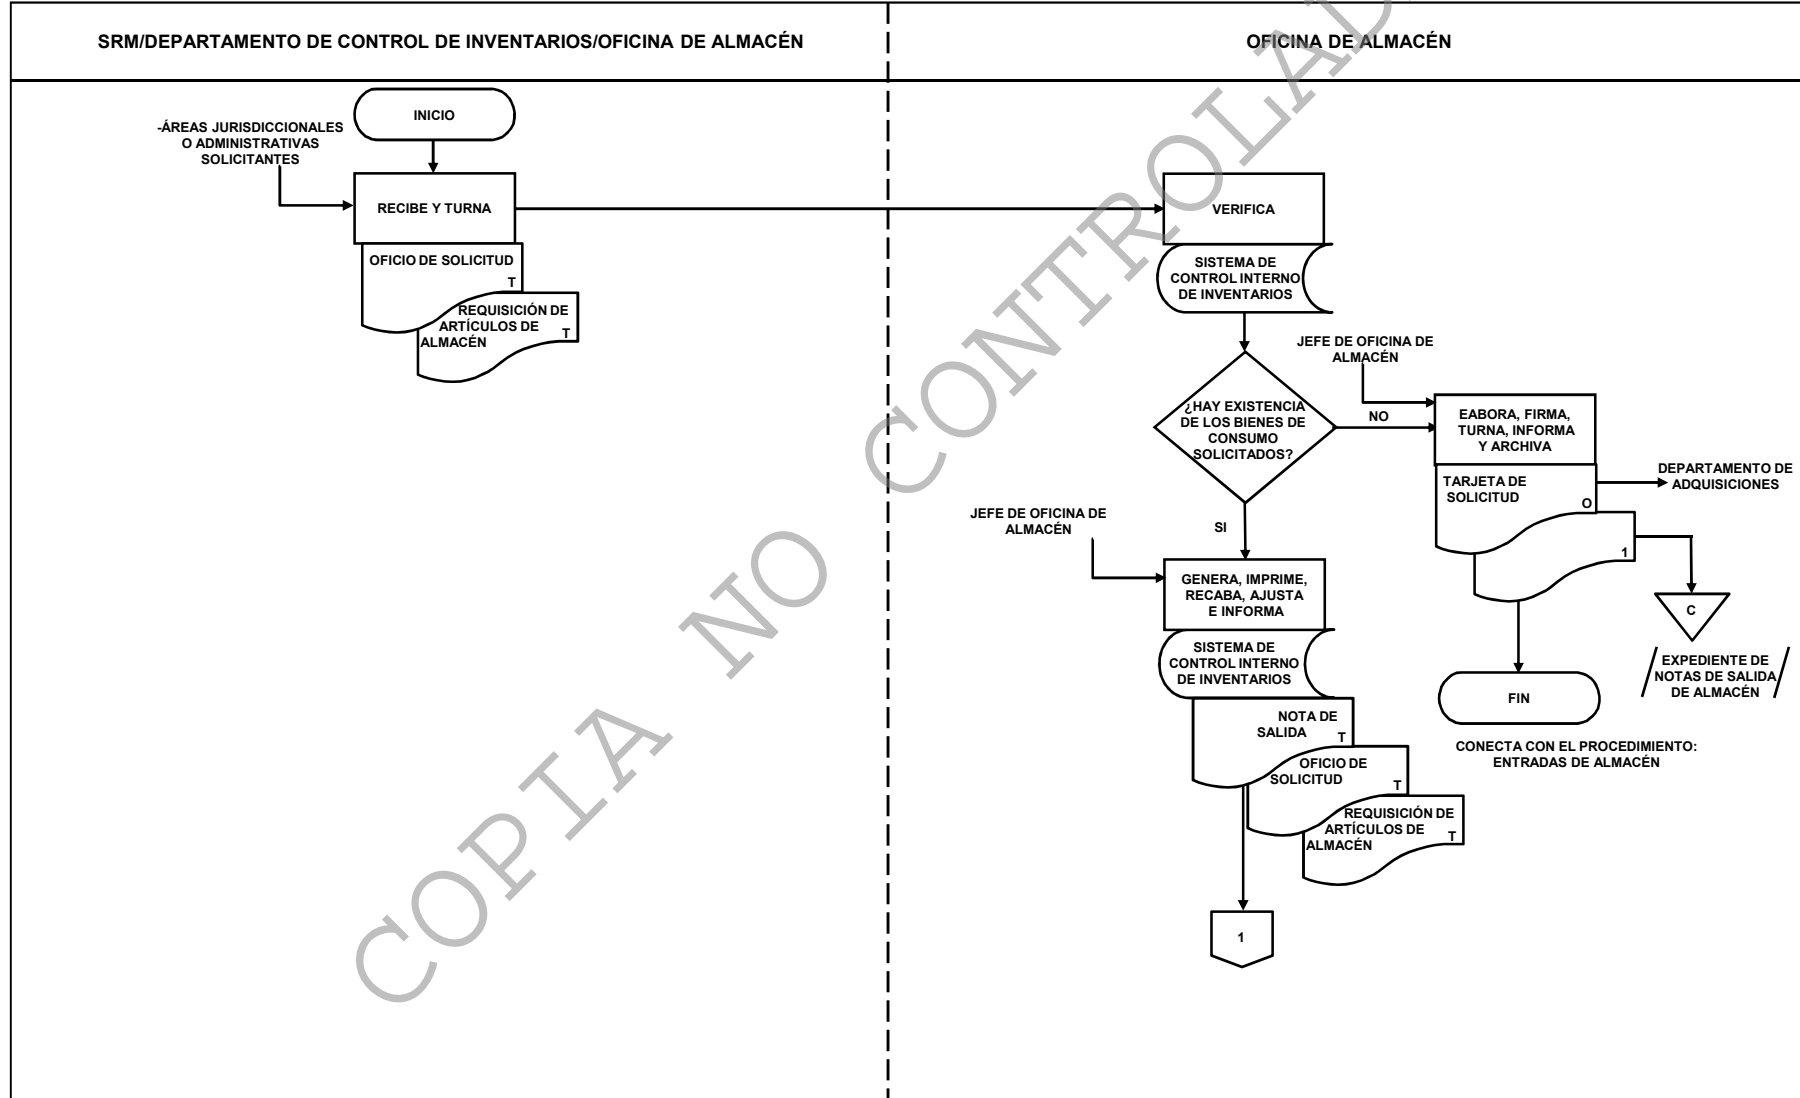 SRM/DEPARTAMENTO DE CONTROL DE INVENTARIOS/OFICINA DE ALMACÉN
OFICINA DE ALMACÉN
INICIO
-ÁREAS JURISDICCIONALES
O ADMINISTRATIVAS
SOLICITANTES
RECIBE Y TURNA
OFICIO DE SOLICITUD
T
REQUISICIÓN DE
ARTÍCULOS DE
T
ALMACÉN
VERIFICA
SISTEMA DE
CONTROL INTERNO
DE INVENTARIOS
¿HAY EXISTENCIA
DE LOS BIENES DE
CONSUMO
SOLICITADOS?
NO
JEFE DE OFICINA DE
ALMACÉN
EABORA, FIRMA,
TURNA, INFORMA
Y ARCHIVA
TARJETA DE
SOLICITUD
O
1
DEPARTAMENTO DE
ADQUISICIONES
C
EXPEDIENTE DE
NOTAS DE SALIDA
DE ALMACÉN
FIN
CONECTA CON EL PROCEDIMIENTO:
ENTRADAS DE ALMACÉN
SI
JEFE DE OFICINA DE
ALMACÉN
GENERA, IMPRIME,
RECABA, AJUSTA
E INFORMA
SISTEMA DE
CONTROL INTERNO
DE INVENTARIOS
NOTA DE
SALIDA
T
OFICIO DE
SOLICITUD
T
REQUISICIÓN DE
ARTÍCULOS DE
T
ALMACÉN
1
COPIA NO CONTROLAD